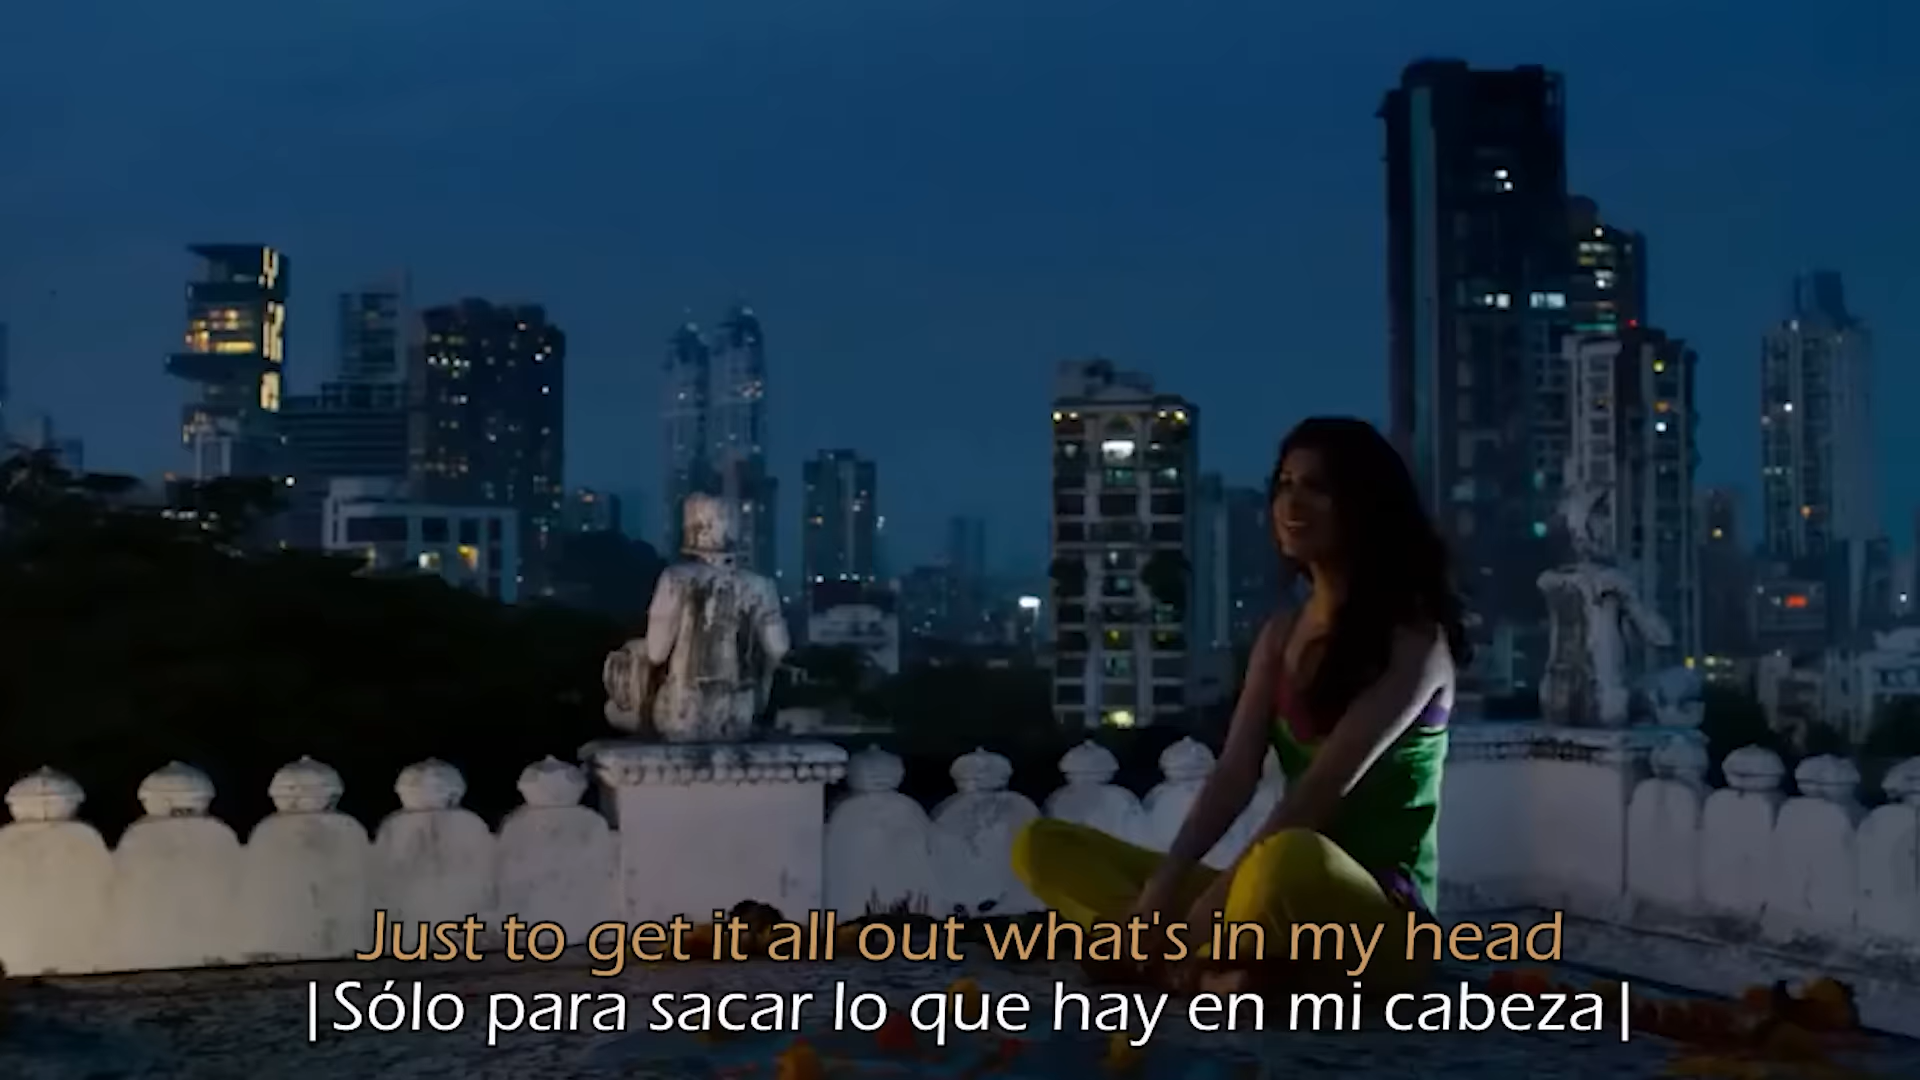 Just to get it all out what's in my head
|Sólo para sacar lo que hay en mi cabeza|